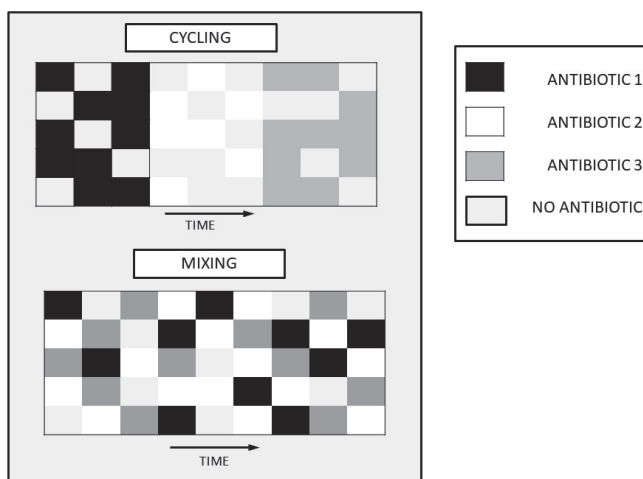 CYCLING
TIME
MIXING
TIME
ANTIBIOTIC 1
ANTIBIOTIC 2
ANTIBIOTIC 3
NO ANTIBIOTIC